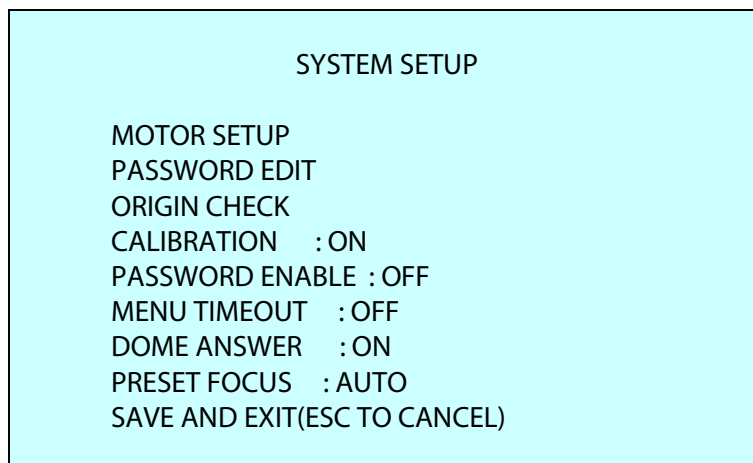 SYSTEM SETUP
MOTOR SETUP
PASSWORD EDIT
ORIGIN CHECK
CALIBRATION : ON
PASSWORD ENABLE : OFF
MENU TIMEOUT : OFF
DOME ANSWER : ON
PRESET FOCUS : AUTO
SAVE AND EXIT(ESC TO CANCEL)